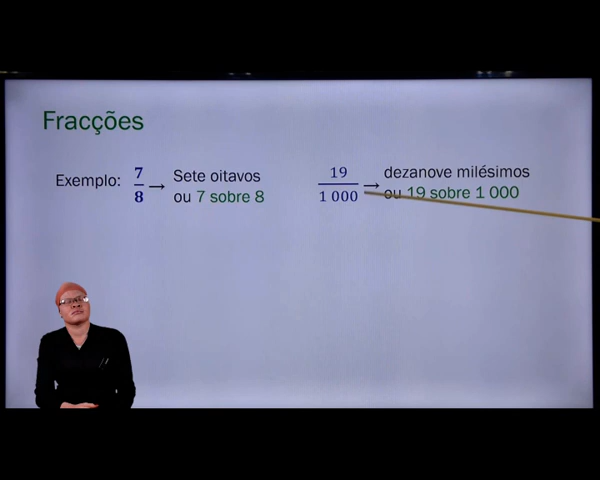 Fracções
Exemplo: 7/8 → Sete oitavos
ou 7 sobre 8
19/1 000 → dezanove milésimos
ou 19 sobre 1 000